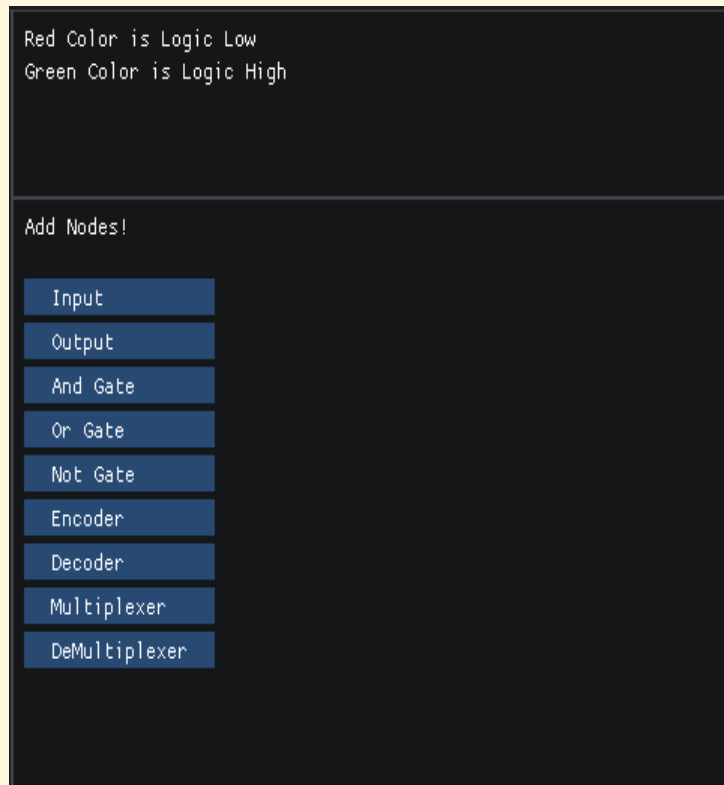 Red Color is Logic Low
Green Color is Logic High
Add Nodes!
Input
Output
And Gate
Or Gate
Not Gate
Encoder
Decoder
Multiplexer
DeMultiplexer